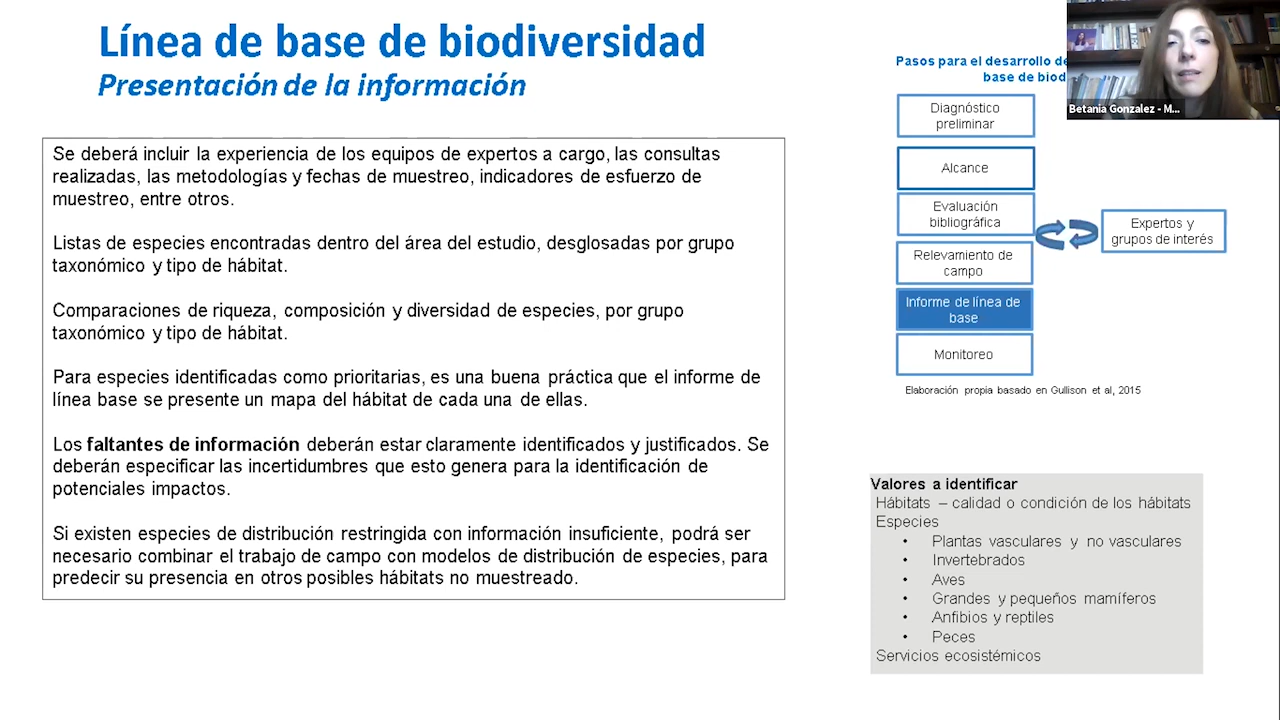 Línea de base de biodiversidad
Presentación de la información
Se deberá incluir la experiencia de los equipos de expertos a cargo, las consultas
realizadas, las metodologías y fechas de muestreo, indicadores de esfuerzo de
muestreo, entre otros.
Listas de especies encontradas dentro del área del estudio, desglosadas por grupo
taxonómico y tipo de hábitat.
Comparaciones de riqueza, composición y diversidad de especies, por grupo
taxonómico y tipo de hábitat.
Para especies identificadas como prioritarias, es una buena práctica que el informe de
línea base se presente un mapa del hábitat de cada una de ellas.
Los faltantes de información deberán estar claramente identificados y justificados. Se
deberán especificar las incertidumbres que esto genera para la identificación de
potenciales impactos.
Si existen especies de distribución restringida con información insuficiente, podrá ser
necesario combinar el trabajo de campo con modelos de distribución de especies, para
predecir su presencia en otros posibles hábitats no muestreado.
Pasos para el desarrollo de
base de biod
Diagnóstico
preliminar
Alcance
Evaluación
bibliográfica
Relevamiento de
campo
Informe de línea de
base
Monitoreo
Expertos y
grupos de interés
Elaboración propia basado en Gullison et al, 2015
Valores a identificar
Hábitats – calidad o condición de los hábitats
Especies
• Plantas vasculares y no vasculares
• Invertebrados
• Aves
• Grandes y pequeños mamíferos
• Anfibios y reptiles
• Peces
Servicios ecosistémicos
Betania Gonzalez - M...